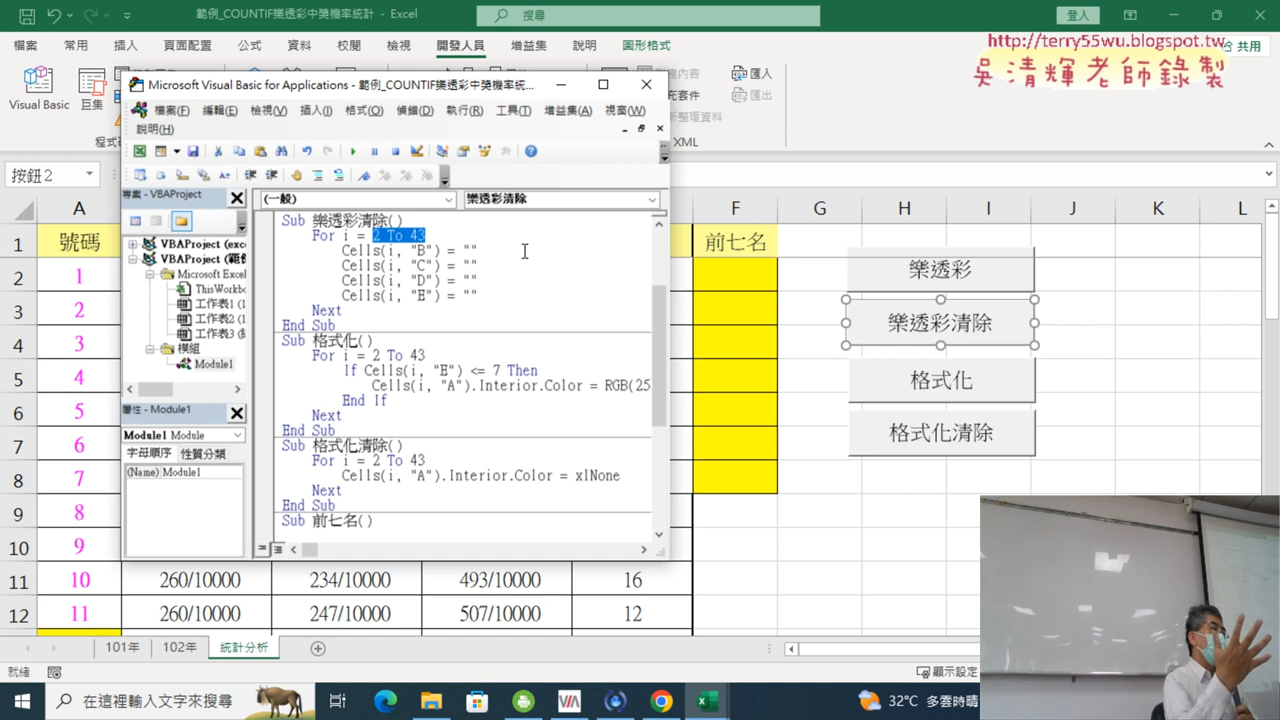 範例_COUNTIF樂透彩中獎機率統計 - Excel
搜尋
登入
檔案 常用 插入 頁面配置 公式 資料 校閱 檢視 開發人員 增益集 說明 圖形格式
共用
http://terry55wu.blogspot.tw
吳清輝老師錄製
Visual Basic
巨集
匯入
匯出
XML
Microsoft Visual Basic for Applications - 範例_COUNTIF樂透彩中獎機率統...
檔案(F) 編輯(E) 檢視(V) 插入(I) 格式(O) 偵錯(D) 執行(R) 工具(T) 增益集(A) 視窗(W)
說明(H)
按鈕 2
專案 - VBAProject
VBAProject (exc
VBAProject (範例
Microsoft Excel
ThisWorkb
工作表1 (1
工作表2 (1
工作表3 (統
模組
Module1
屬性 - Module1
Module1 Module
字母順序 性質分類
(Name) Module1
(一般)
樂透彩清除
Sub 樂透彩清除()
For i = 2 To 43
Cells(i, "B") = ""
Cells(i, "C") = ""
Cells(i, "D") = ""
Cells(i, "E") = ""
Next
End Sub
Sub 格式化()
For i = 2 To 43
If Cells(i, "E") <= 7 Then
Cells(i, "A").Interior.Color = RGB(25
End If
Next
End Sub
Sub 格式化清除()
For i = 2 To 43
Cells(i, "A").Interior.Color = xlNone
Next
End Sub
Sub 前七名()
A F G H I J K L
1 號碼 前七名
2 1
3 2
4 3
5 4
6 5
7 6
8 7
9 8
10 9
11 10 260/10000 234/10000 493/10000 16
12 11 260/10000 247/10000 507/10000 12
樂透彩
樂透彩清除
格式化
格式化清除
101年 102年 統計分析
就緒
顯示設定
在這裡輸入文字來搜尋
32°C 多雲時晴